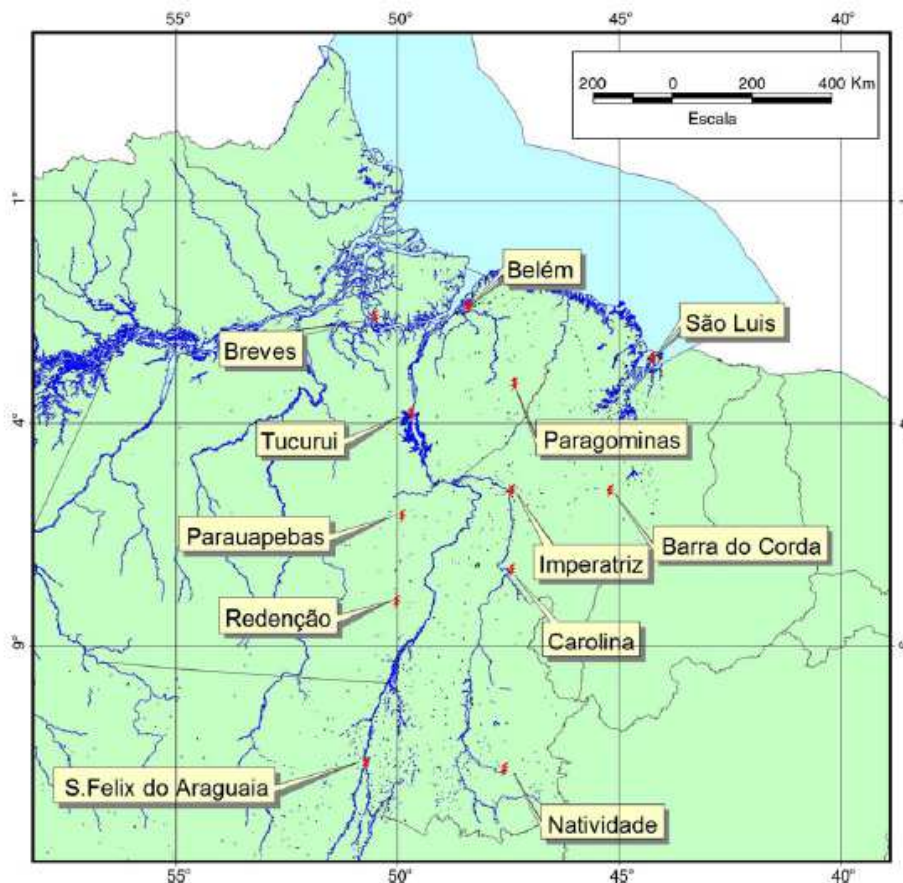 55°
50°
45°
40°
200 0 200 400 Km
Escala
1°
Belém
São Luis
Breves
4°
Tucurui
Paragominas
Parauapebas
Barra do Corda
Imperatriz
Redenção
Carolina
9°
S.Felix do Araguaia
Natividade
55°
50°
45°
40°